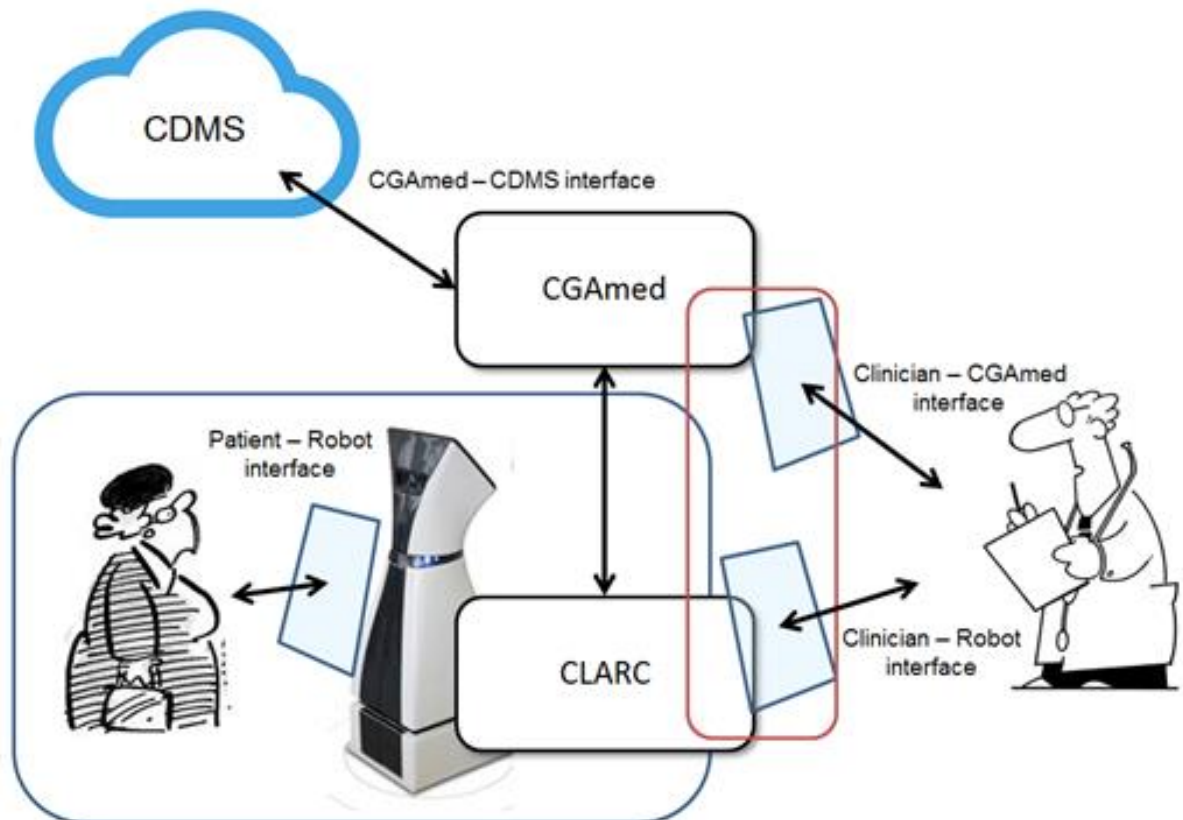 CDMS
CGAmed – CDMS interface
CGAmed
Clinician – CGAmed
interface
Patient – Robot
interface
Clinician – Robot
interface
CLARC